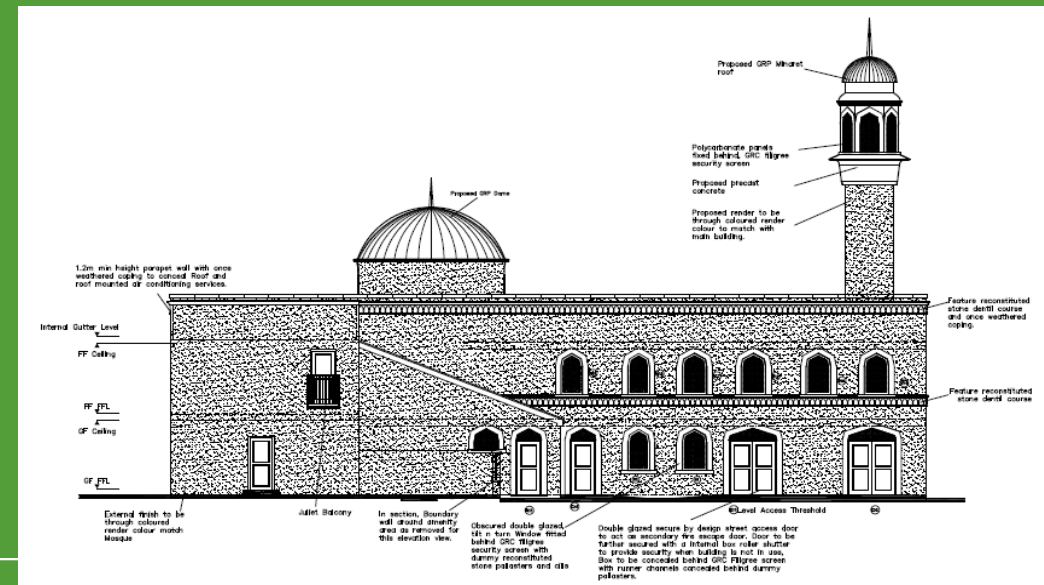 Proposed GRP Minaret
roof
Polycarbonate panels
fixed behind, GRC filigree
security screen
Proposed precast
concrete
Proposed render to be
through coloured render
colour to match with
main building.
Proposed GRP Dome
1.2m min height parapet wall with once
weathered coping to conceal Roof and
roof mounted air conditioning services.
Internal Gutter Level
FF Ceiling
FF FFL
GF Ceiling
GF FFL
Feature reconstituted
stone dentil course
and once weathered
coping.
Feature reconstituted
stone dentil course
External finish to be
through coloured
render colour match
Mosque
Juliet Balcony
In section, Boundary
wall around amenity
area as removed for
this elevation view.
Obscured double glazed,
tilt n turn Window fitted
behind GRC filigree
security screen with
dummy reconstituted
stone pallasters and cills
Level Access Threshold
Double glazed secure by design street access door
to act as secondary fire escape door. Door to be
further secured with a internal box roller shutter
to provide security when building is not in use,
Box to be concealed behind GRC Filigree screen
with runner channels concealed behind dummy
pallasters.